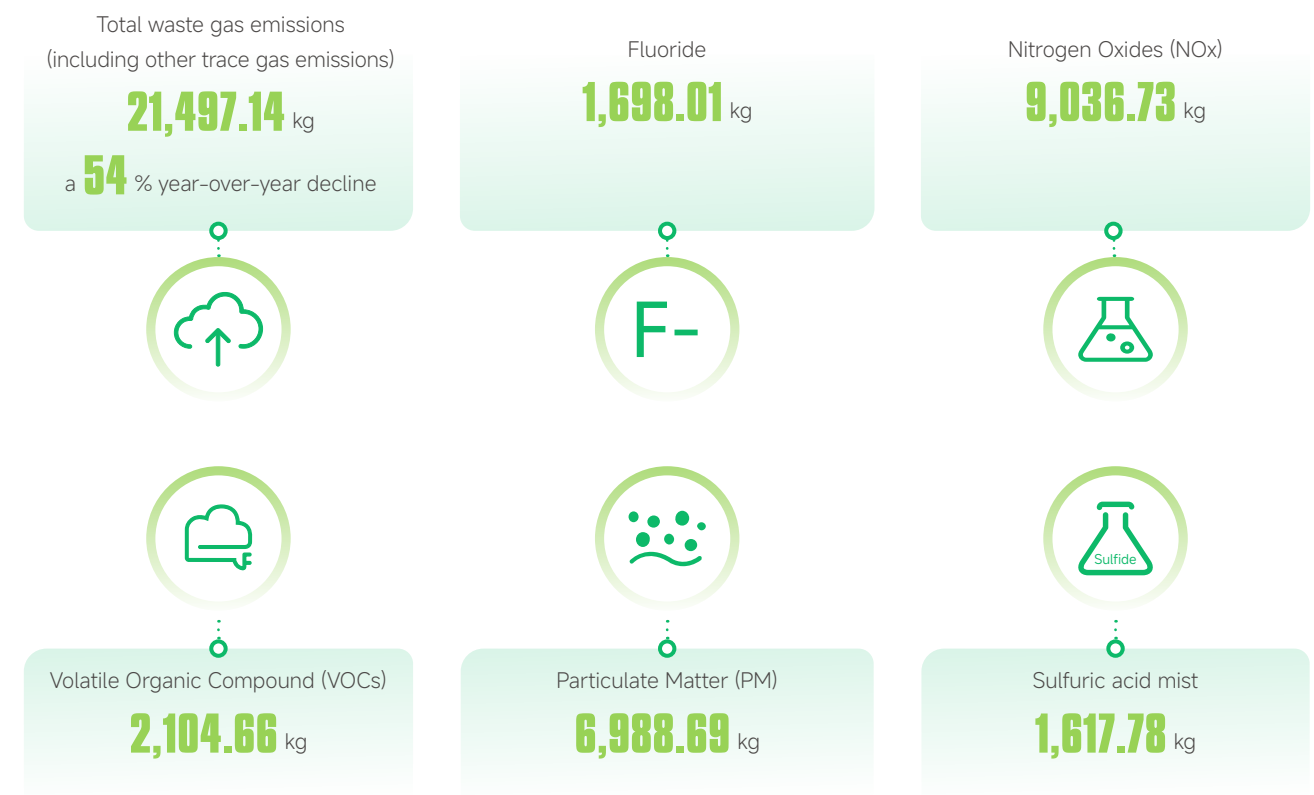 Total waste gas emissions
(including other trace gas emissions)
21,497.14 kg
a 54 % year-over-year decline
Fluoride
1,698.01 kg
Nitrogen Oxides (NOx)
9,036.73 kg
F-
Sulfide
Volatile Organic Compound (VOCs)
2,104.66 kg
Particulate Matter (PM)
6,988.69 kg
Sulfuric acid mist
1,617.78 kg